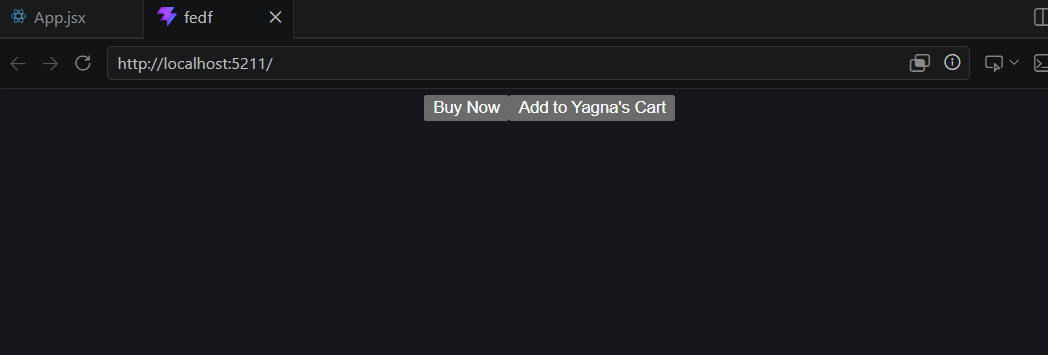 App.jsx
fedf
http://localhost:5211/
Buy Now
Add to Yagna's Cart